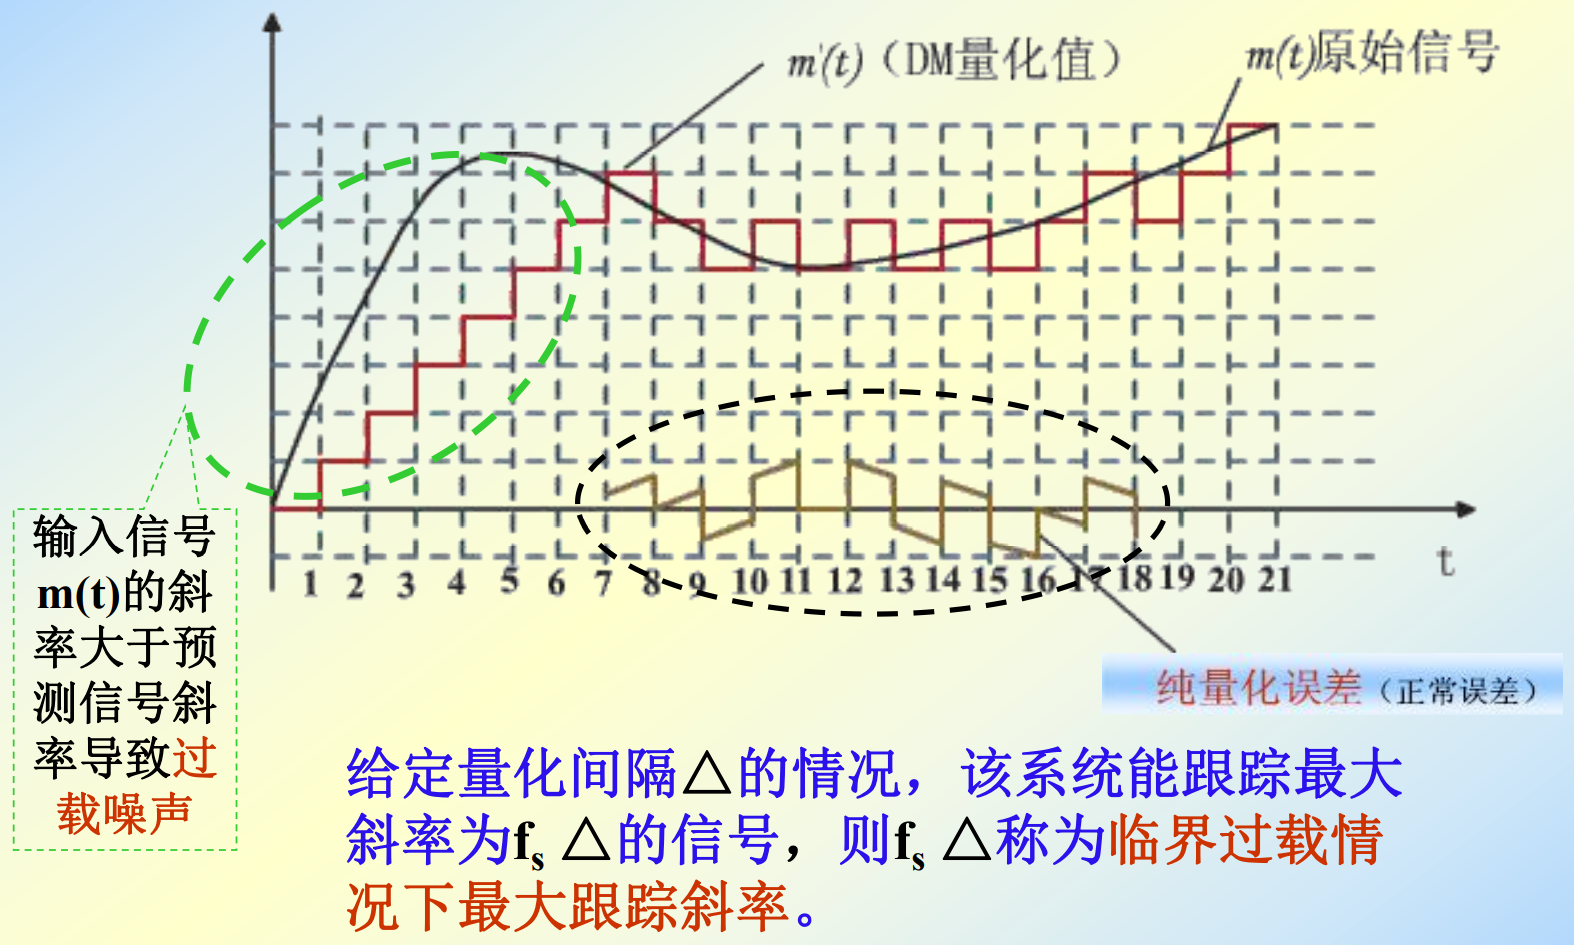 m'(t)（DM量化值）
m(t)原始信号
1 2 3 4 5 6 7 8 9 10 11 12 13 14 15 16 17 18 19 20 21
t
输入信号
m(t)的斜
率大于预
测信号斜
率导致过
载噪声
纯量化误差（正常误差）
给定量化间隔△的情况，该系统能跟踪最大
斜率为fs △的信号，则fs △称为临界过载情
况下最大跟踪斜率。